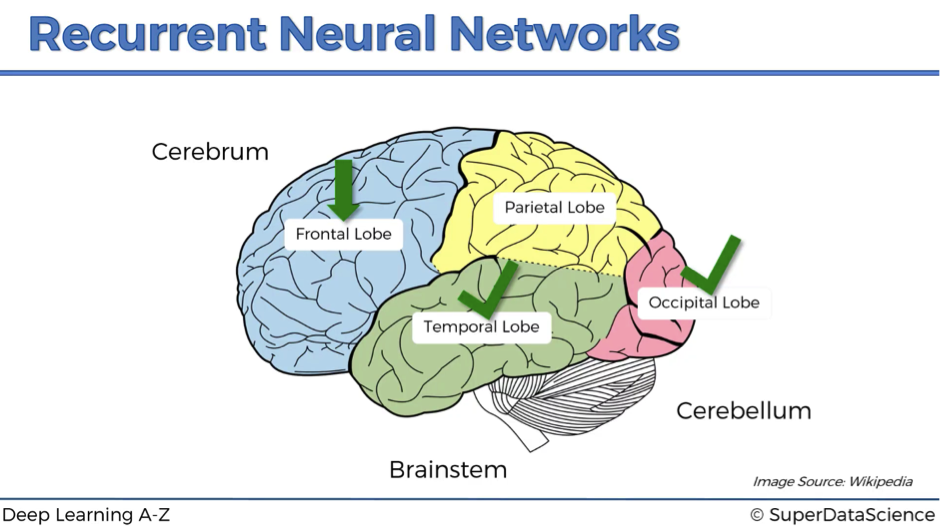 Recurrent Neural Networks
Cerebrum
Parietal Lobe
Frontal Lobe
Occipital Lobe
Temporal Lobe
Cerebellum
Brainstem
Image Source: Wikipedia
Deep Learning A-Z
© SuperDataScience